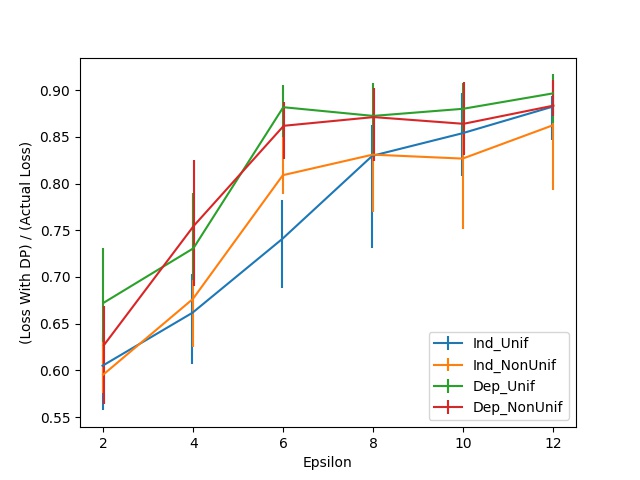 0.90
0.85
0.80
0.75
0.70
0.65
0.60
0.55
(Loss With DP) / (Actual Loss)
2 4 6 8 10 12
Epsilon
Ind_Unif
Ind_NonUnif
Dep_Unif
Dep_NonUnif